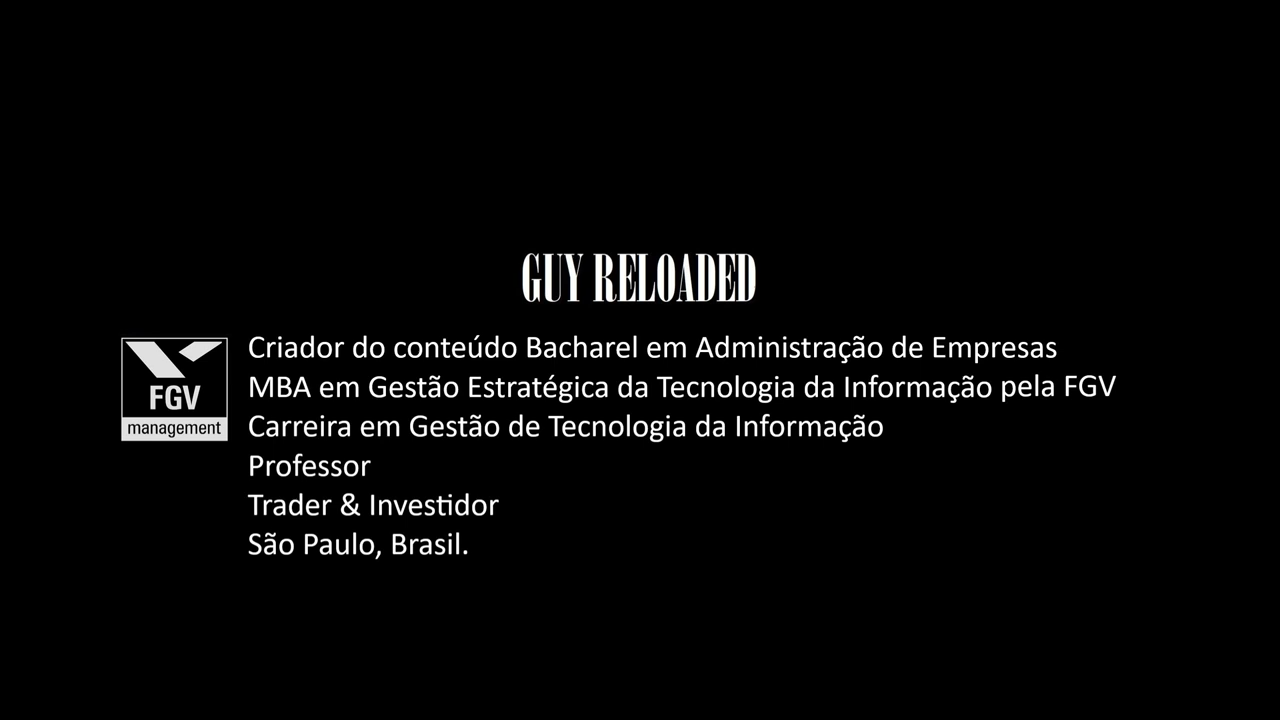 GUY RELOADED
Criador do conteúdo Bacharel em Administração de Empresas
MBA em Gestão Estratégica da Tecnologia da Informação pela FGV
Carreira em Gestão de Tecnologia da Informação
Professor
Trader & Investidor
São Paulo, Brasil.
FGV
management